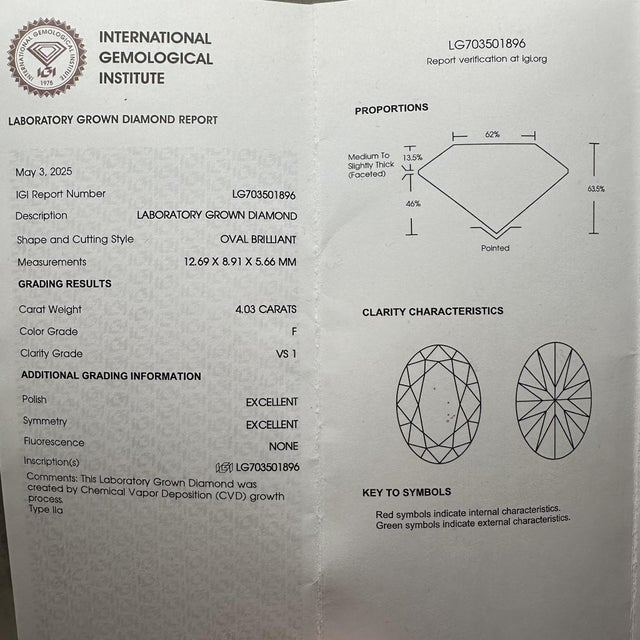 INTERNATIONAL GEMOLOGICAL INSTITUTE
IGI
1975
INTERNATIONAL
GEMOLOGICAL
INSTITUTE
LABORATORY GROWN DIAMOND REPORT
May 3, 2025
IGI Report Number LG703501896
Description LABORATORY GROWN DIAMOND
Shape and Cutting Style OVAL BRILLIANT
Measurements 12.69 X 8.91 X 5.66 MM
GRADING RESULTS
Carat Weight 4.03 CARATS
Color Grade F
Clarity Grade VS 1
ADDITIONAL GRADING INFORMATION
Polish EXCELLENT
Symmetry EXCELLENT
Fluorescence NONE
Inscription(s) IGI LG703501896
Comments: This Laboratory Grown Diamond was
created by Chemical Vapor Deposition (CVD) growth
process.
Type IIa
LG703501896
Report verification at igi.org
PROPORTIONS
62%
Medium To
Slightly Thick
(Faceted)
13.5%
46%
63.5%
Pointed
CLARITY CHARACTERISTICS
KEY TO SYMBOLS
Red symbols indicate internal characteristics.
Green symbols indicate external characteristics.